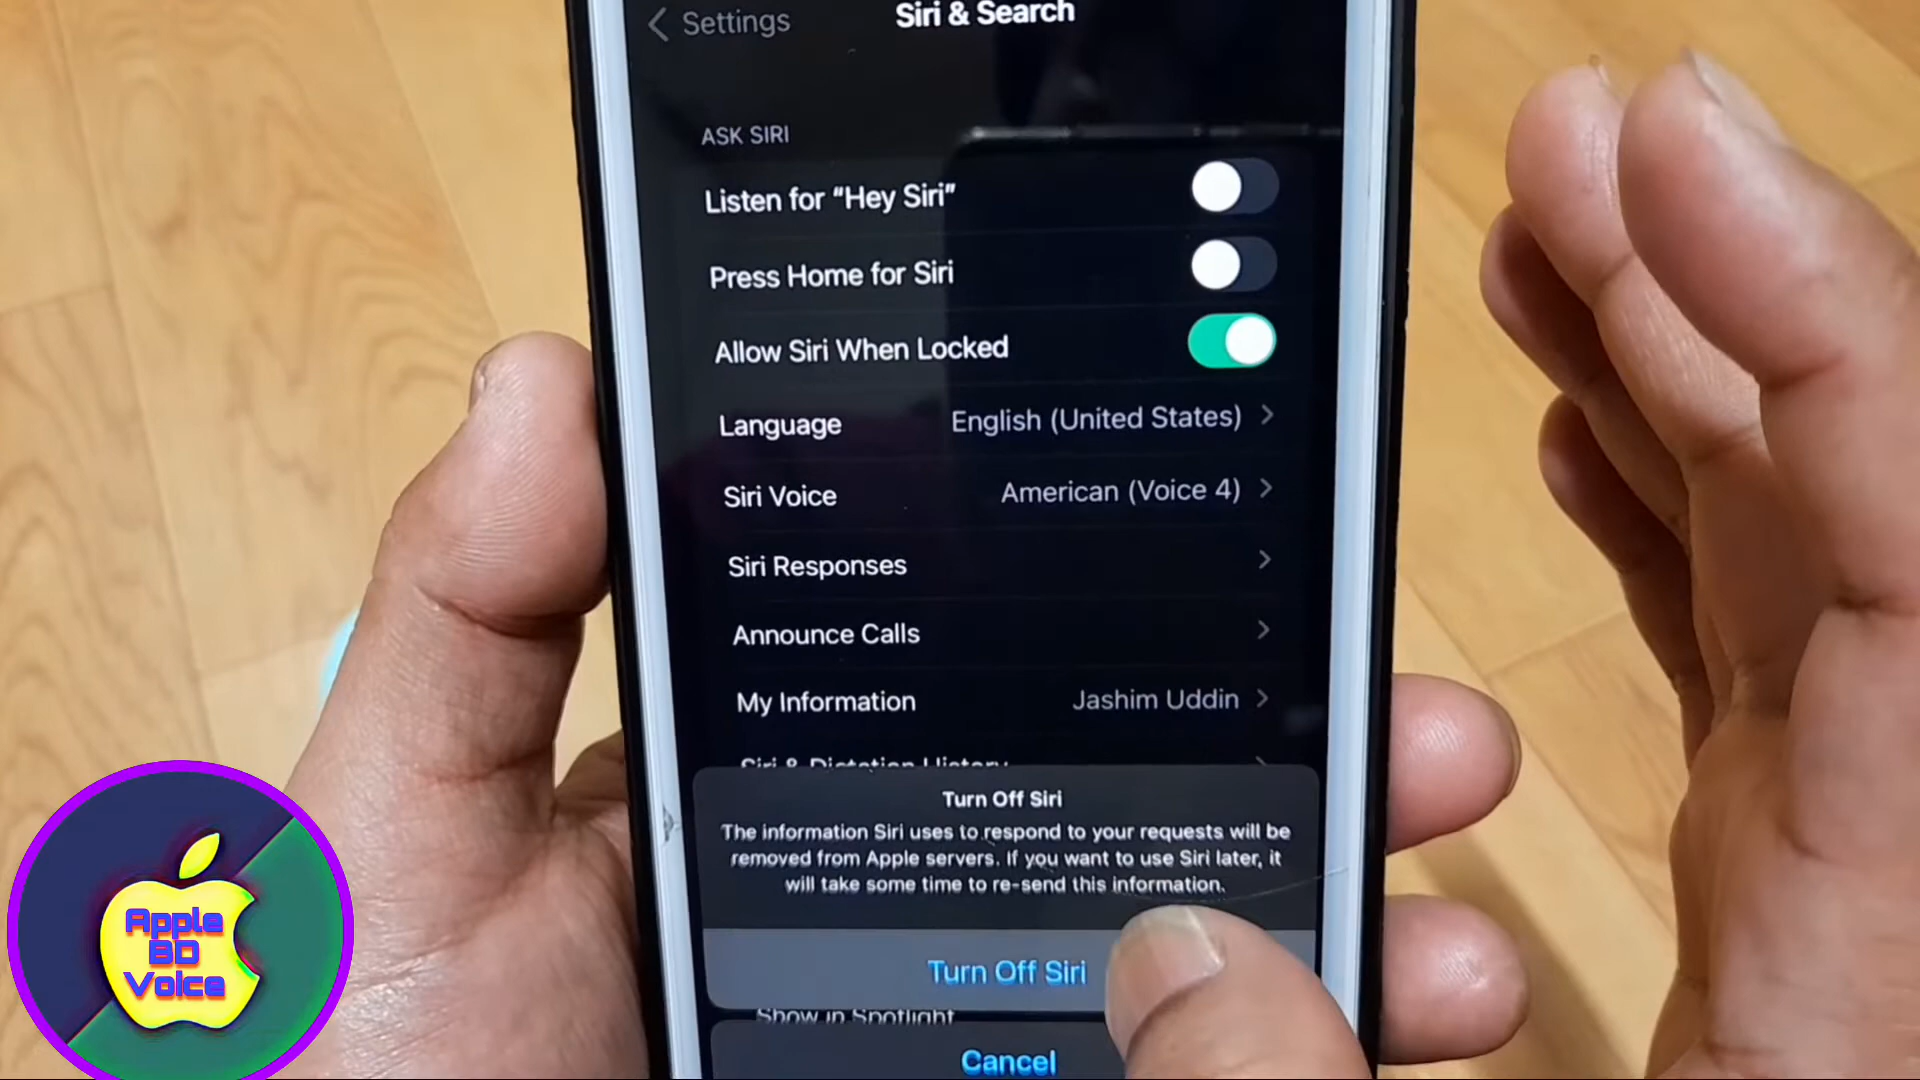 Settings
Siri & Search
ASK SIRI
Listen for “Hey Siri”
Press Home for Siri
Allow Siri When Locked
Language English (United States)
Siri Voice American (Voice 4)
Siri Responses
Announce Calls
My Information Jashim Uddin
Siri & Dictation History
Turn Off Siri
The information Siri uses to respond to your requests will be
removed from Apple servers. If you want to use Siri later, it
will take some time to re-send this information.
Turn Off Siri
Show in Spotlight
Cancel
Apple
BD
Voice